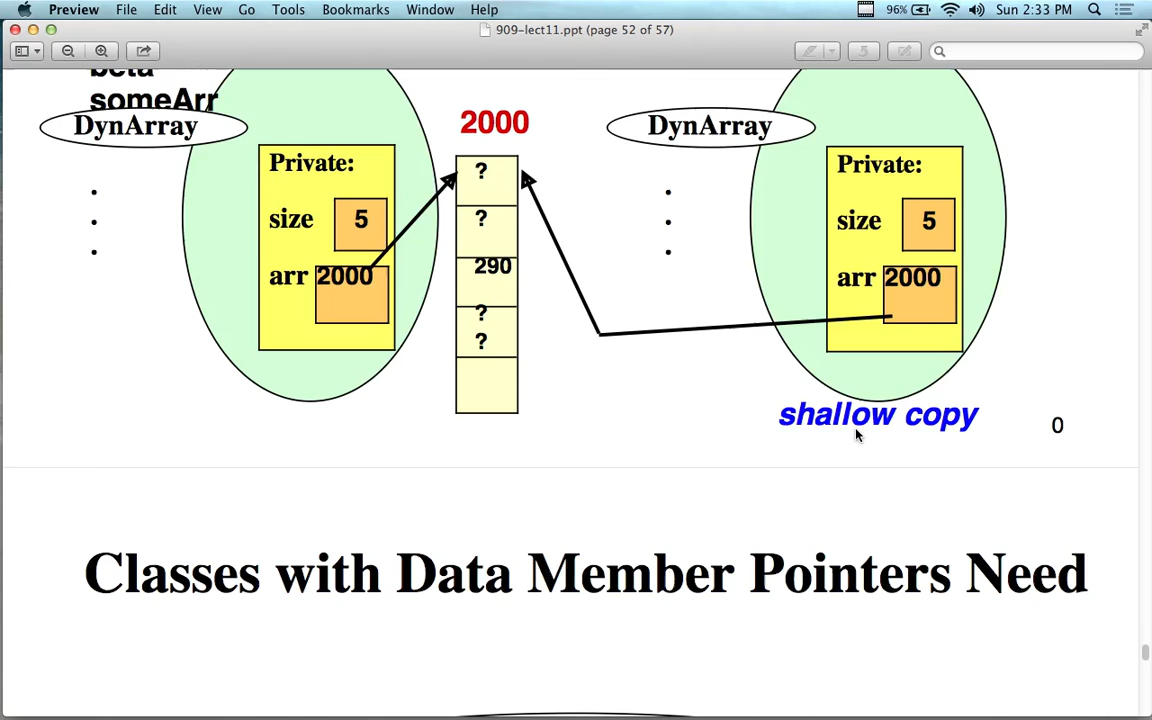 Preview File Edit View Go Tools Bookmarks Window Help 96% Sun 2:33 PM
909-lect11.ppt (page 52 of 57)
beta
someArr
DynArray
2000
DynArray
Private:
size 5
arr 2000
?
?
290
?
?
Private:
size 5
arr 2000
shallow copy
0
Classes with Data Member Pointers Need